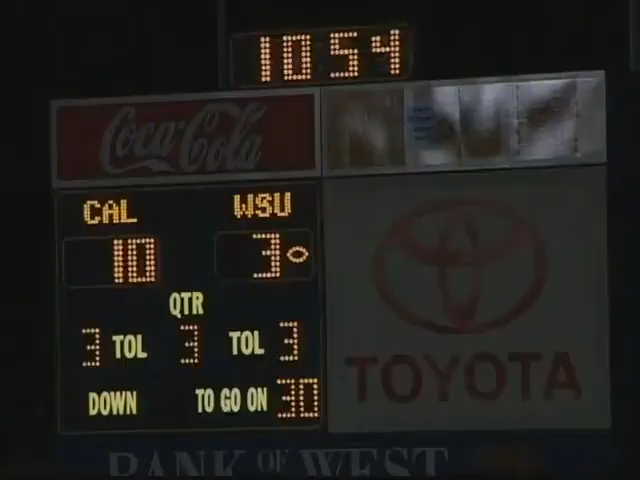 10 54
Coca-Cola
CAL WSU
10 3
QTR
3 TOL 3 TOL 3
DOWN TO GO ON 30
TOYOTA
BANK OF WEST